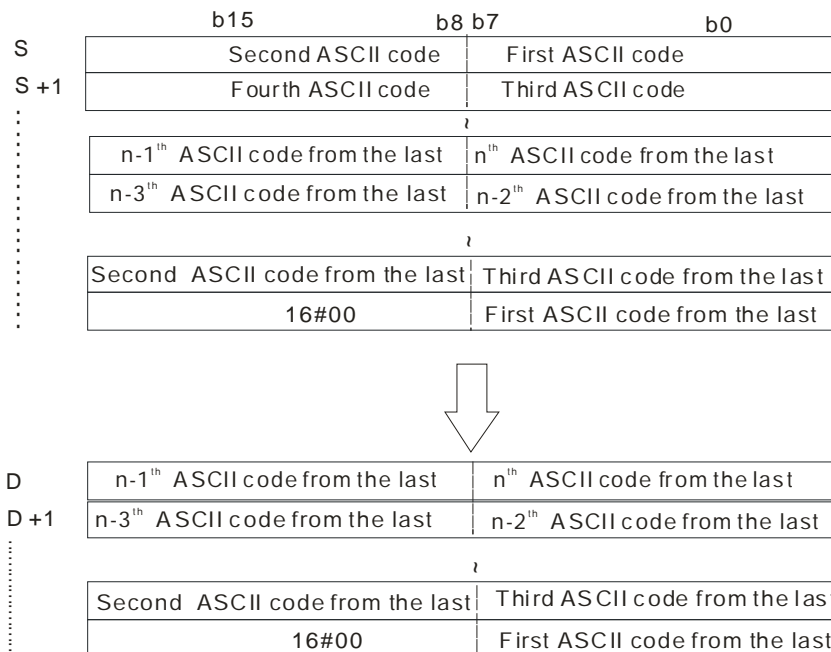 b15 b8 b7 b0
S Second ASCII code First ASCII code
S +1 Fourth ASCII code Third ASCII code
n-1th ASCII code from the last nth ASCII code from the last
n-3th ASCII code from the last n-2th ASCII code from the last
Second ASCII code from the last Third ASCII code from the last
16#00 First ASCII code from the last
D n-1th ASCII code from the last nth ASCII code from the last
D +1 n-3th ASCII code from the last n-2th ASCII code from the last
Second ASCII code from the last Third ASCII code from the las
16#00 First ASCII code from the last